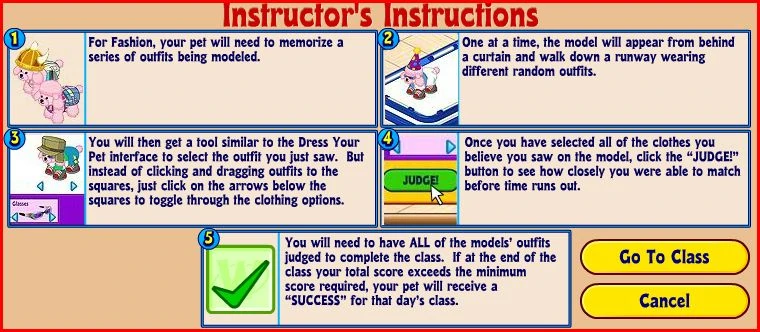 Instructor's Instructions
1
For Fashion, your pet will need to memorize a
series of outfits being modeled.
2
One at a time, the model will appear from behind
a curtain and walk down a runway wearing
different random outfits.
3
You will then get a tool similar to the Dress Your
Pet interface to select the outfit you just saw. But
instead of clicking and dragging outfits to the
squares, just click on the arrows below the
squares to toggle through the clothing options.
Glasses
4
Once you have selected all of the clothes you
believe you saw on the model, click the “JUDGE!”
button to see how closely you were able to match
before time runs out.
JUDGE!
5
You will need to have ALL of the models’ outfits
judged to complete the class. If at the end of the
class your total score exceeds the minimum
score required, your pet will receive a
“SUCCESS” for that day’s class.
Go To Class
Cancel